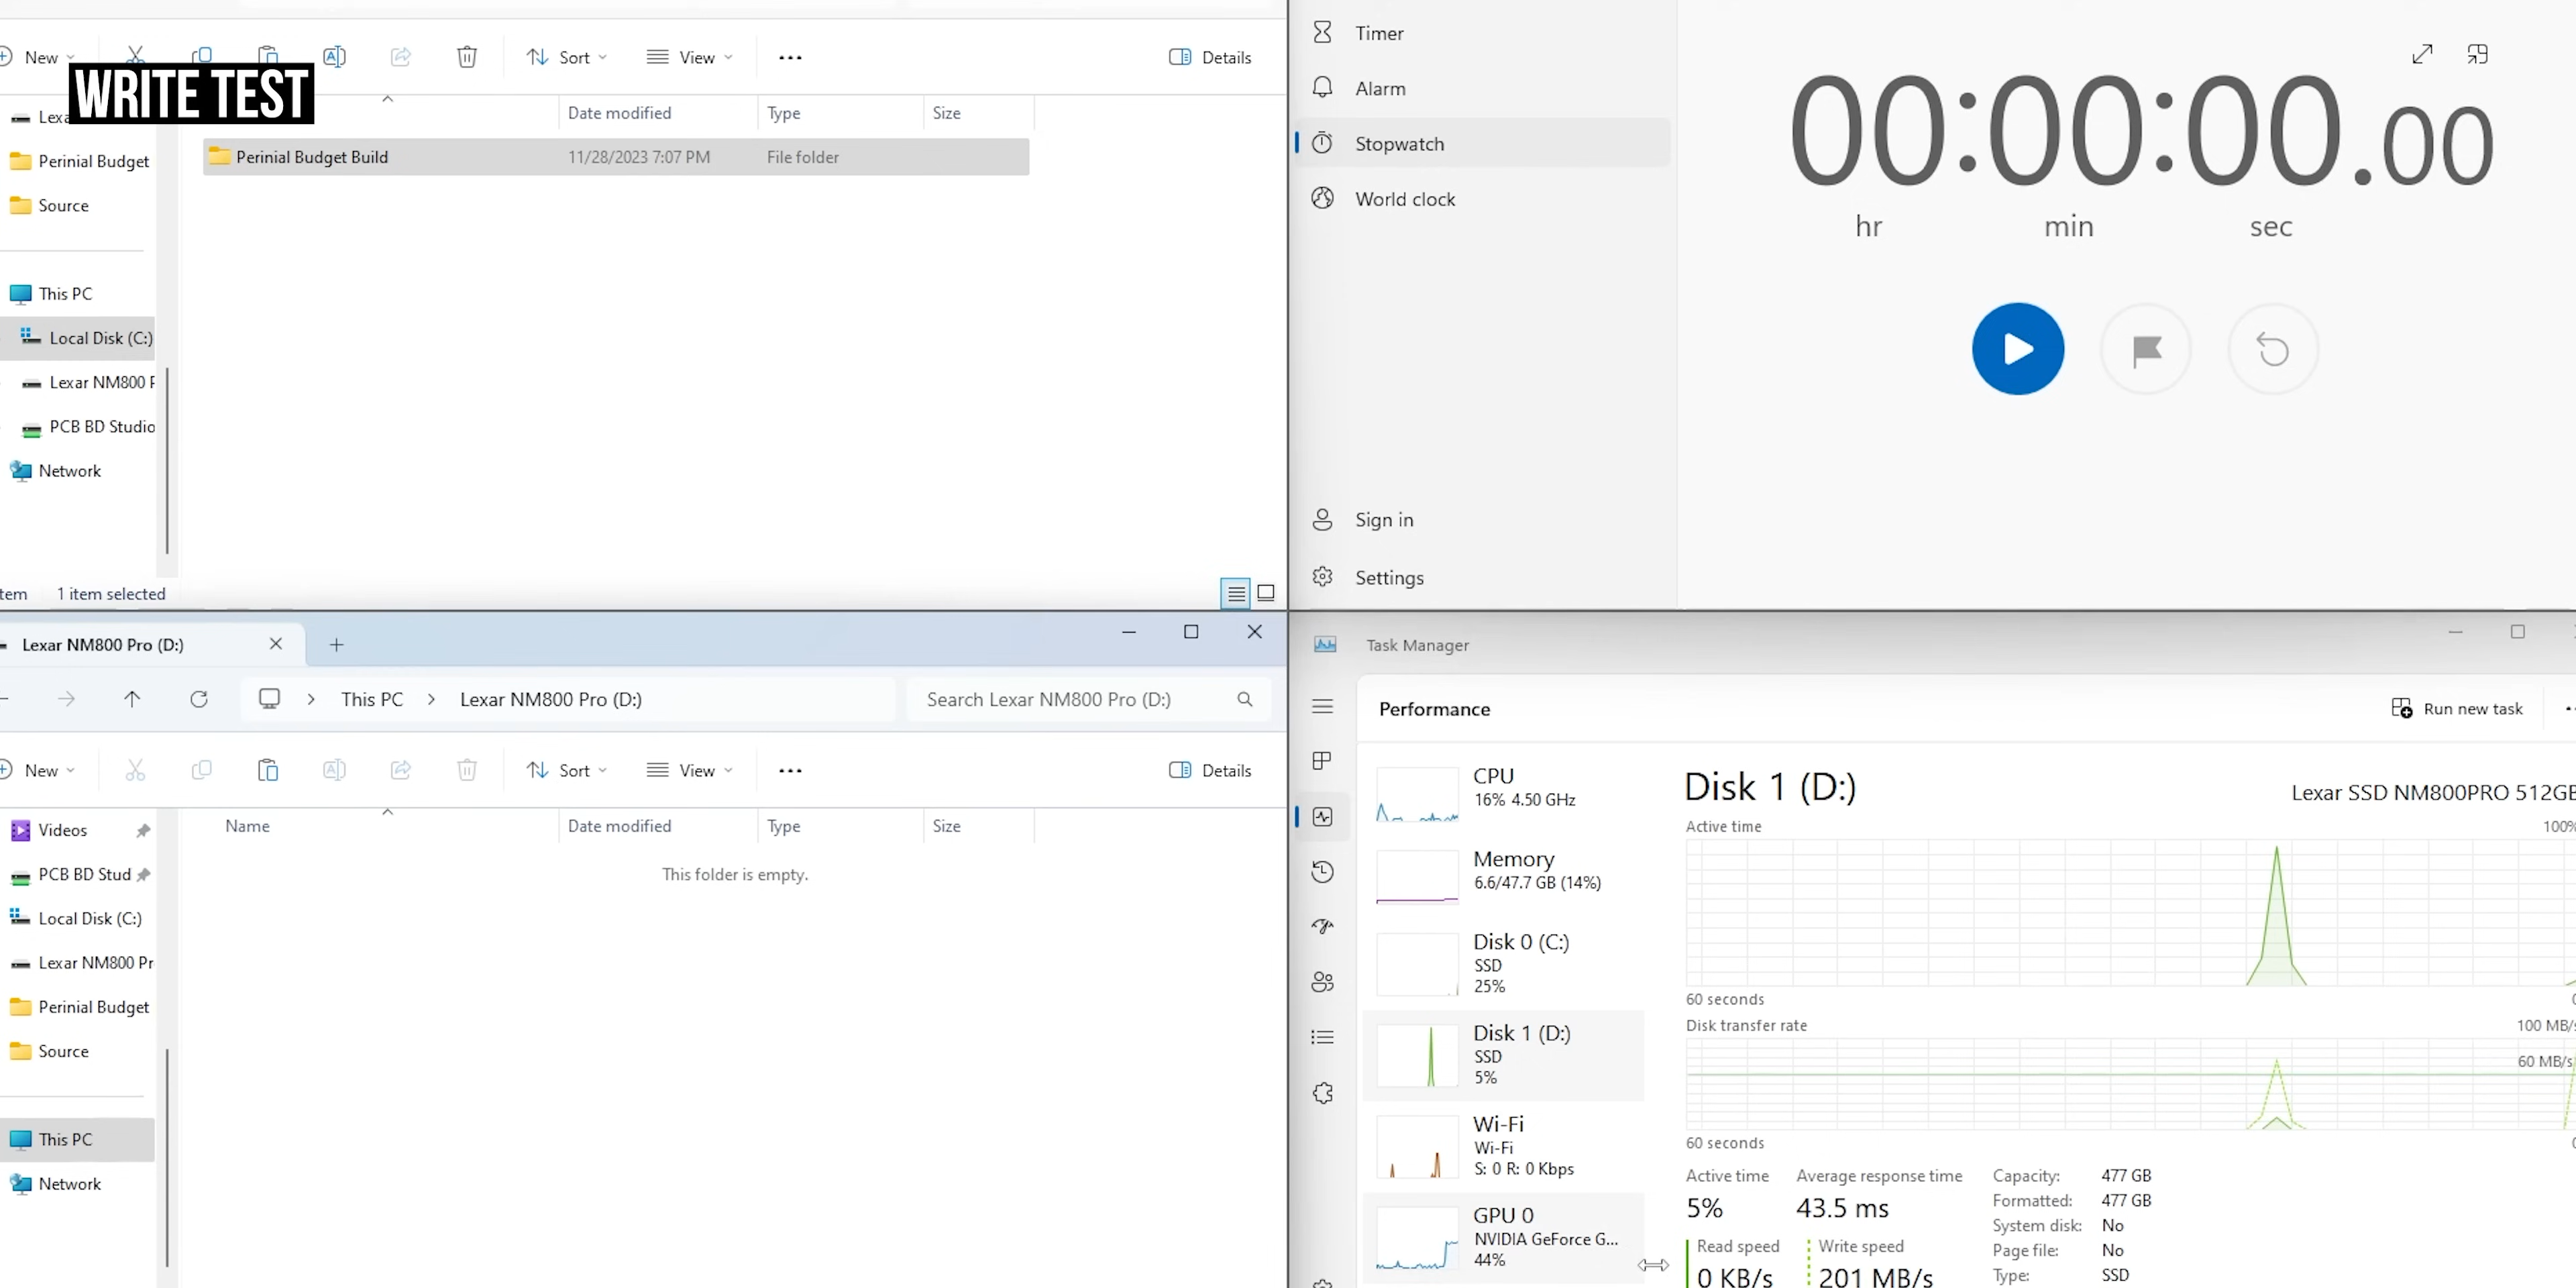 New
Sort
View
Details
WRITE TEST
Date modified
Type
Size
Perinial Budget
Source
This PC
Local Disk (C:)
Lexar NM800 P
PCB BD Studio
Network
Perinial Budget Build
11/28/2023 7:07 PM
File folder
1 item selected
Timer
Alarm
Stopwatch
World clock
Sign in
Settings
00:00:00.00
hr
min
sec
Lexar NM800 Pro (D:)
This PC
Lexar NM800 Pro (D:)
Search Lexar NM800 Pro (D:)
New
Sort
View
Details
Name
Date modified
Type
Size
This folder is empty.
Videos
PCB BD Stud
Local Disk (C:)
Lexar NM800 Pr
Perinial Budget
Source
This PC
Network
Task Manager
Performance
Run new task
CPU
16% 4.50 GHz
Memory
6.6/47.7 GB (14%)
Disk 0 (C:)
SSD
25%
Disk 1 (D:)
SSD
5%
Wi-Fi
Wi-Fi
S: 0 R: 0 Kbps
GPU 0
NVIDIA GeForce G...
44%
Disk 1 (D:)
Lexar SSD NM800PRO 512GB
Active time
100%
60 seconds
Disk transfer rate
100 MB/s
60 MB/s
60 seconds
Active time
5%
Average response time
43.5 ms
Read speed
0 KB/s
Write speed
201 MB/s
Capacity: 477 GB
Formatted: 477 GB
System disk: No
Page file: No
Type: SSD